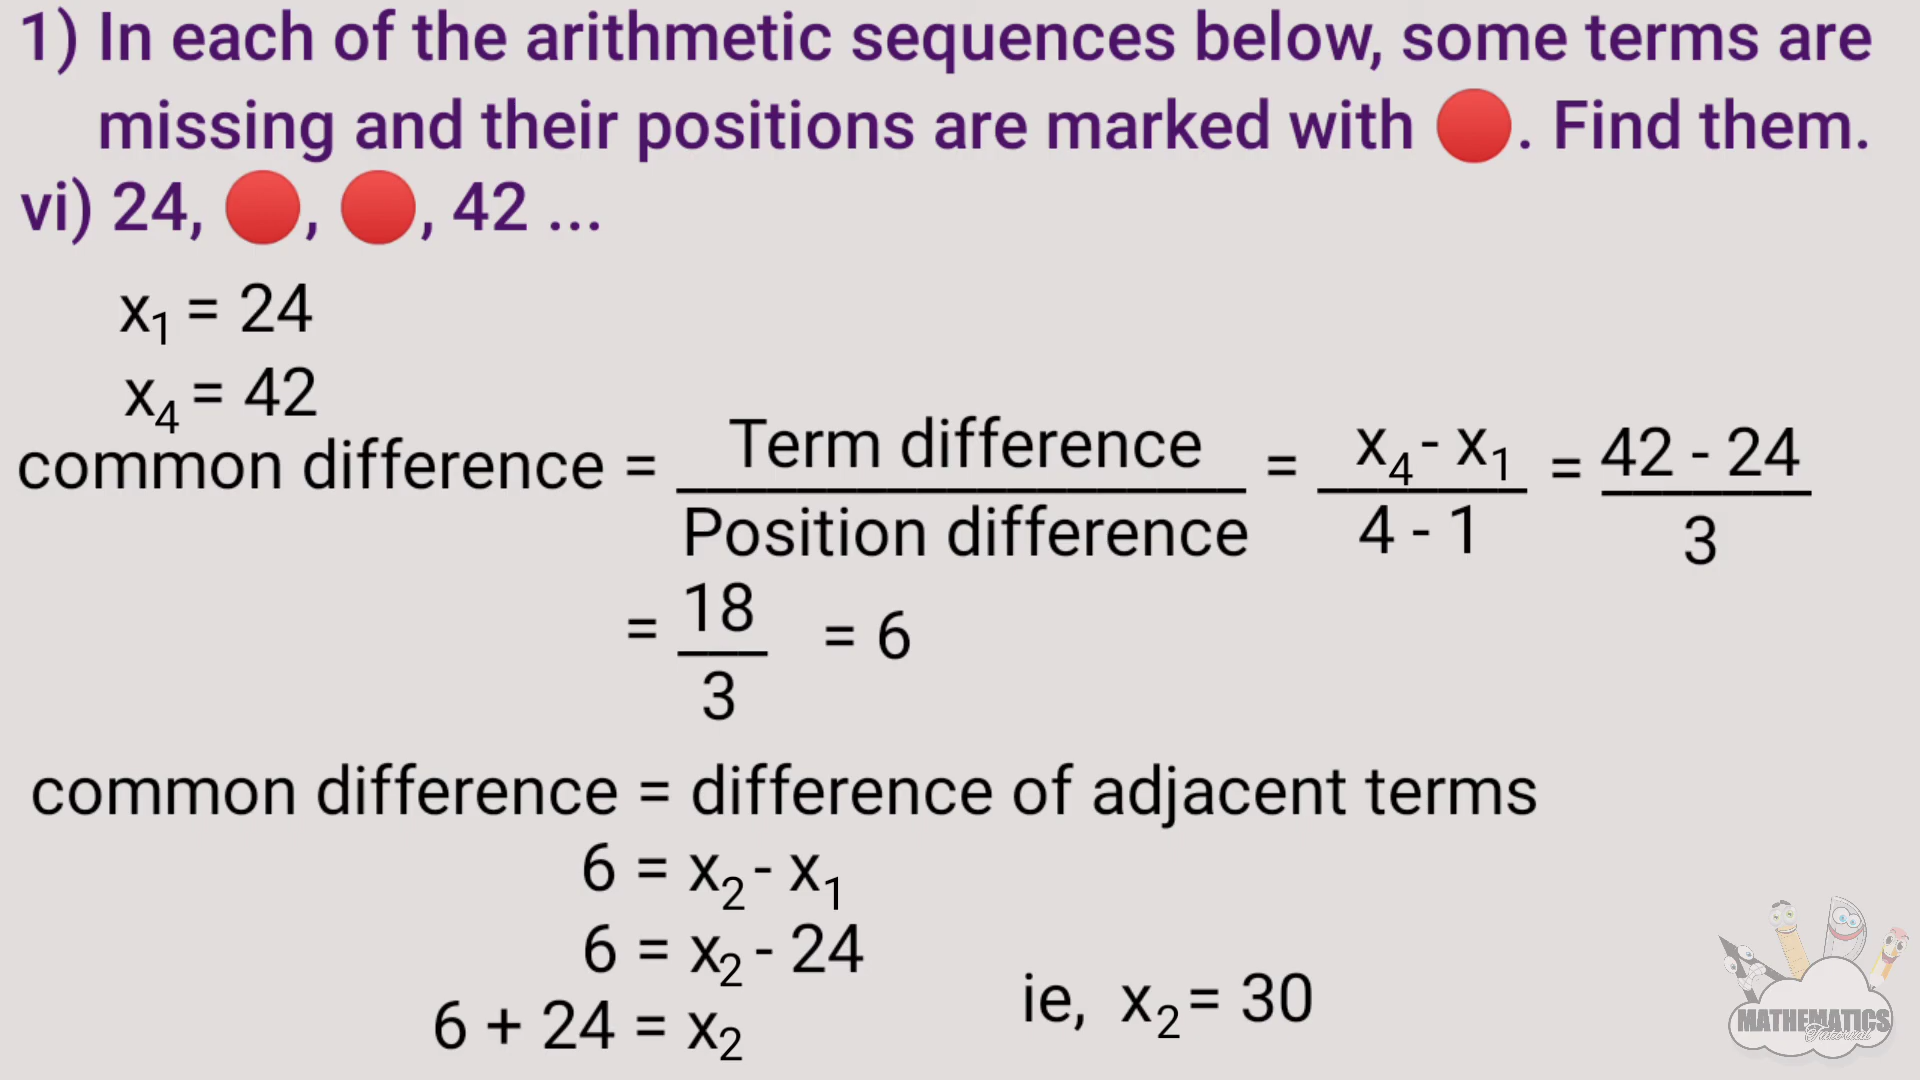 1) In each of the arithmetic sequences below, some terms are
missing and their positions are marked with 🔴. Find them.
vi) 24, 🔴, 🔴, 42 ...
x₁ = 24
x₄ = 42
common difference = Term difference / Position difference = x₄ - x₁ / 4 - 1 = 42 - 24 / 3
= 18 / 3 = 6
common difference = difference of adjacent terms
6 = x₂ - x₁
6 = x₂ - 24
6 + 24 = x₂
ie, x₂ = 30
MATHEMATICS
Tutorial